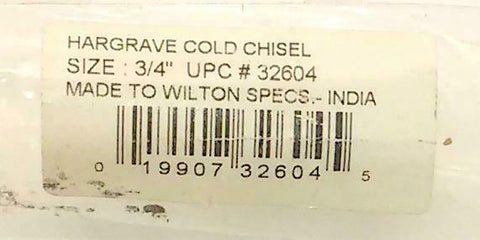 HARGRAVE COLD CHISEL
SIZE : 3/4" UPC # 32604
MADE TO WILTON SPECS.- INDIA
0 19907 32604 5